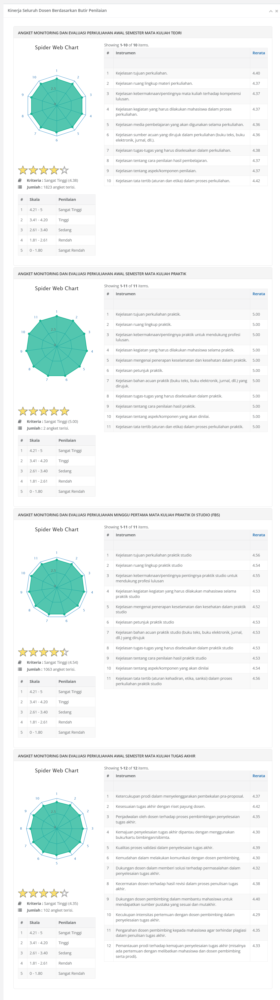 Kinerja Seluruh Dosen Berdasarkan Butir Penilaian
ANGKET MONITORING DAN EVALUASI PERKULIAHAN AWAL SEMESTER MATA KULIAH TEORI
Spider Web Chart
1
2
3
4
5
6
7
8
9
10
2.5
0
Kriteria : Sangat Tinggi (4.38)
Jumlah : 1823 angket terisi.
# Skala Penilaian
1 4.21 - 5 Sangat Tinggi
2 3.41 - 4.20 Tinggi
3 2.61 - 3.40 Sedang
4 1.81 - 2.61 Rendah
5 0 - 1.80 Sangat Rendah
Showing 1-10 of 10 items.
# Instrumen Rerata
1 Kejelasan tujuan perkuliahan. 4.40
2 Kejelasan ruang lingkup materi perkuliahan. 4.37
3 Kejelasan kebermaknaan/pentingnya mata kuliah terhadap kompetensi 4.37
lulusan.
4 Kejelasan kegiatan yang harus dilakukan mahasiswa dalam proses 4.37
perkuliahan.
5 Kejelasan media pembelajaran yang akan digunakan selama perkuliahan. 4.36
6 Kejelasan sumber acuan yang dirujuk dalam perkuliahan (buku teks, buku 4.36
elektronik, jurnal, dll.).
7 Kejelasan tugas-tugas yang harus diselesaikan dalam perkuliahan. 4.38
8 Kejelasan tentang cara penilaian hasil pembelajaran. 4.37
9 Kejelasan tentang aspek/komponen penilaian. 4.37
10 Kejelasan tata tertib (aturan dan etika) dalam proses perkuliahan. 4.42
ANGKET MONITORING DAN EVALUASI PERKULIAHAN AWAL SEMESTER MATA KULIAH PRAKTIK
Spider Web Chart
1
2
3
4
5
6
7
8
9
10
11
2.5
0
Kriteria : Sangat Tinggi (5.00)
Jumlah : 2 angket terisi.
# Skala Penilaian
1 4.21 - 5 Sangat Tinggi
2 3.41 - 4.20 Tinggi
3 2.61 - 3.40 Sedang
4 1.81 - 2.61 Rendah
5 0 - 1.80 Sangat Rendah
Showing 1-11 of 11 items.
# Instrumen Rerata
1 Kejelasan tujuan perkuliahan praktik. 5.00
2 Kejelasan ruang lingkup praktik. 5.00
3 Kejelasan kebermaknaan/pentingnya praktik untuk mendukung profesi 5.00
lulusan.
4 Kejelasan kegiatan yang harus dilakukan mahasiswa selama praktik. 5.00
5 Kejelasan mengenai penerapan keselamatan dan kesehatan dalam praktik. 5.00
6 Kejelasan petunjuk praktik. 5.00
7 Kejelasan bahan acuan praktik (buku teks, buku elektronik, jurnal, dll.) yang 5.00
dirujuk.
8 Kejelasan tugas-tugas yang harus diselesaikan dalam praktik. 5.00
9 Kejelasan tentang cara penilaian hasil praktik. 5.00
10 Kejelasan tentang aspek/komponen yang akan dinilai. 5.00
11 Kejelasan tata tertib (aturan dan etika) dalam proses perkuliahan praktik. 5.00
ANGKET MONITORING DAN EVALUASI PERKULIAHAN MINGGU PERTAMA MATA KULIAH PRAKTIK DI STUDIO (FBS)
Spider Web Chart
1
2
3
4
5
6
7
8
9
10
11
2.5
0
Kriteria : Sangat Tinggi (4.54)
Jumlah : 1063 angket terisi.
# Skala Penilaian
1 4.21 - 5 Sangat Tinggi
2 3.41 - 4.20 Tinggi
3 2.61 - 3.40 Sedang
4 1.81 - 2.61 Rendah
5 0 - 1.80 Sangat Rendah
Showing 1-11 of 11 items.
# Instrumen Rerata
1 Kejelasan tujuan perkuliahan praktik studio 4.56
2 Kejelasan ruang lingkup praktik studio 4.54
3 Kejelasan kebermaknaan/pentingnya pentingnya praktik studio untuk 4.55
mendukung profesi lulusan
4 Kejelasan kegiatan kegiatan yang harus dilakukan mahasiswa selama 4.53
praktik studio
5 Kejelasan mengenai penerapan keselamatan dan kesehatan dalam praktik 4.52
studio
6 Kejelasan petunjuk praktik studio 4.53
7 Kejelasan bahan acuan praktik studio (buku teks, buku elektronik, jurnal, 4.53
dll.) yang dirujuk
8 Kejelasan tugas-tugas yang harus diselesaikan dalam praktik studio 4.53
9 Kejelasan tentang cara penilaian hasil praktik studio 4.53
10 Kejelasan tentang aspek/komponen yang akan dinilai 4.54
11 Kejelasan tata tertib (aturan kehadiran, etika, sanksi) dalam proses 4.56
perkuliahan praktik studio
ANGKET MONITORING DAN EVALUASI PERKULIAHAN AWAL SEMESTER MATA KULIAH TUGAS AKHIR
Spider Web Chart
1
2
2
3
5
4
5
6
7
8
9
10
2.5
0
Kriteria : Sangat Tinggi (4.35)
Jumlah : 102 angket terisi.
# Skala Penilaian
1 4.21 - 5 Sangat Tinggi
2 3.41 - 4.20 Tinggi
3 2.61 - 3.40 Sedang
4 1.81 - 2.61 Rendah
5 0 - 1.80 Sangat Rendah
Showing 1-12 of 12 items.
# Instrumen Rerata
1 Ketercukupan prodi dalam menyelenggarakan pembekalan pra-proposal. 4.37
2 Kesesuaian tugas akhir dengan riset payung dosen. 4.42
3 Penjadwalan oleh dosen terhadap proses pembimbingan penyelesaian 4.35
tugas akhir.
4 Kemajuan penyelesaian tugas akhir dipantau dengan menggunakan 4.30
buku/kartu bimbingan/sibimta.
5 Kualitas proses validasi dalam penyelesaian tugas akhir. 4.39
6 Kemudahan dalam melakukan komunikasi dengan dosen pembimbing. 4.30
7 Dukungan dosen dalam memberi solusi terhadap permasalahan dalam 4.32
penyelesaian tugas akhir.
8 Kecermatan dosen terhadap hasil revisi dalam proses penulisan tugas 4.38
akhir.
9 Dukungan dosen pembimbing dalam membantu mahasiswa untuk 4.40
mendapatkan sumber pustaka yang sesuai dan mutakhir.
10 Kecukupan intensitas pertemuan dengan dosen pembimbing dalam 4.29
penyelesaian tugas akhir.
11 Pengarahan dosen pembimbing kepada mahasiswa agar terhindar plagiasi 4.35
dalam penulisan tugas akhir.
12 Pemantauan prodi terhadap kemajuan penyelesaian tugas akhir (misalnya 4.33
ada pertemuan dengan melibatkan mahasiswa dan dosen pembimbing
serta prodi).